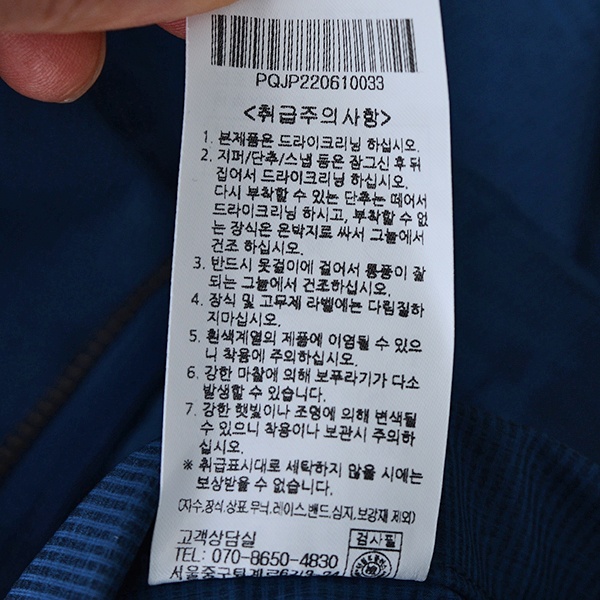 PQJP220610033
<취급주의사항>
1. 본제품은 드라이크리닝 하십시오.
2. 지퍼/단추/스냅 등은 잠그신 후 뒤
집어서 드라이크리닝 하십시오.
다시 부착할 수 있는 단추는 떼어서
드라이크리닝 하시고, 부착할 수 없
는 장식은 은박지로 싸서 그늘에서
건조 하십시오.
3. 반드시 옷걸이에 걸어서 통풍이 잘
되는 그늘에서 건조하십시오.
4. 장식 및 고무제 라벨에는 다림질하
지마십시오.
5. 흰색계열의 제품에 이염될 수 있으
니 착용에 주의하십시오.
6. 강한 마찰에 의해 보푸라기가 다소
발생할 수 있습니다.
7. 강한 햇빛이나 조명에 의해 변색될
수 있으니 착용이나 보관시 주의하
십시오.
※ 취급표시대로 세탁하지 않을 시에는
보상받을 수 없습니다.
(자수,장식,상표,무늬,레이스밴드,심지,보강재 제외)
고객상담실
검사필
TEL: 070-8650-4830
서울중구퇴계로